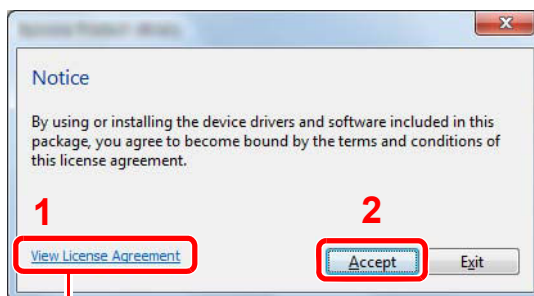 Notice
By using or installing the device drivers and software included in this
package, you agree to become bound by the terms and conditions of
this license agreement.
1
2
View License Agreement
Accept
Exit